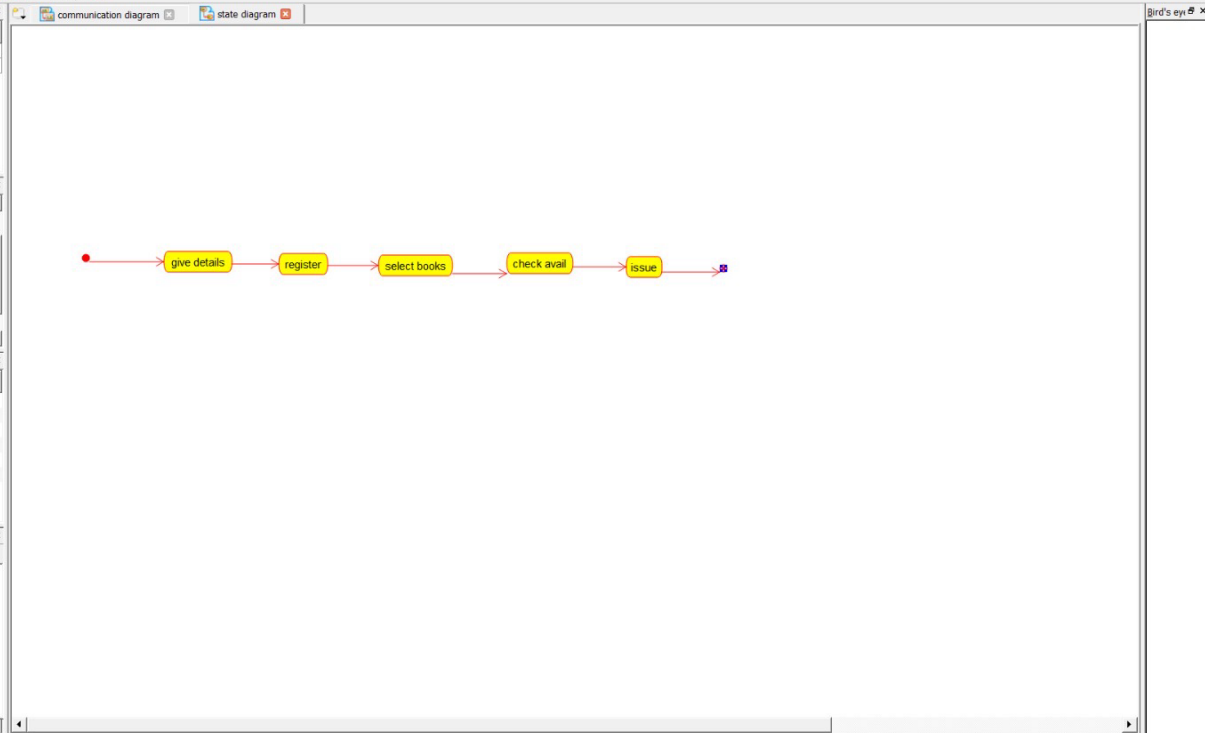 communication diagram
state diagram
Bird's eye
give details
register
select books
check avail
issue